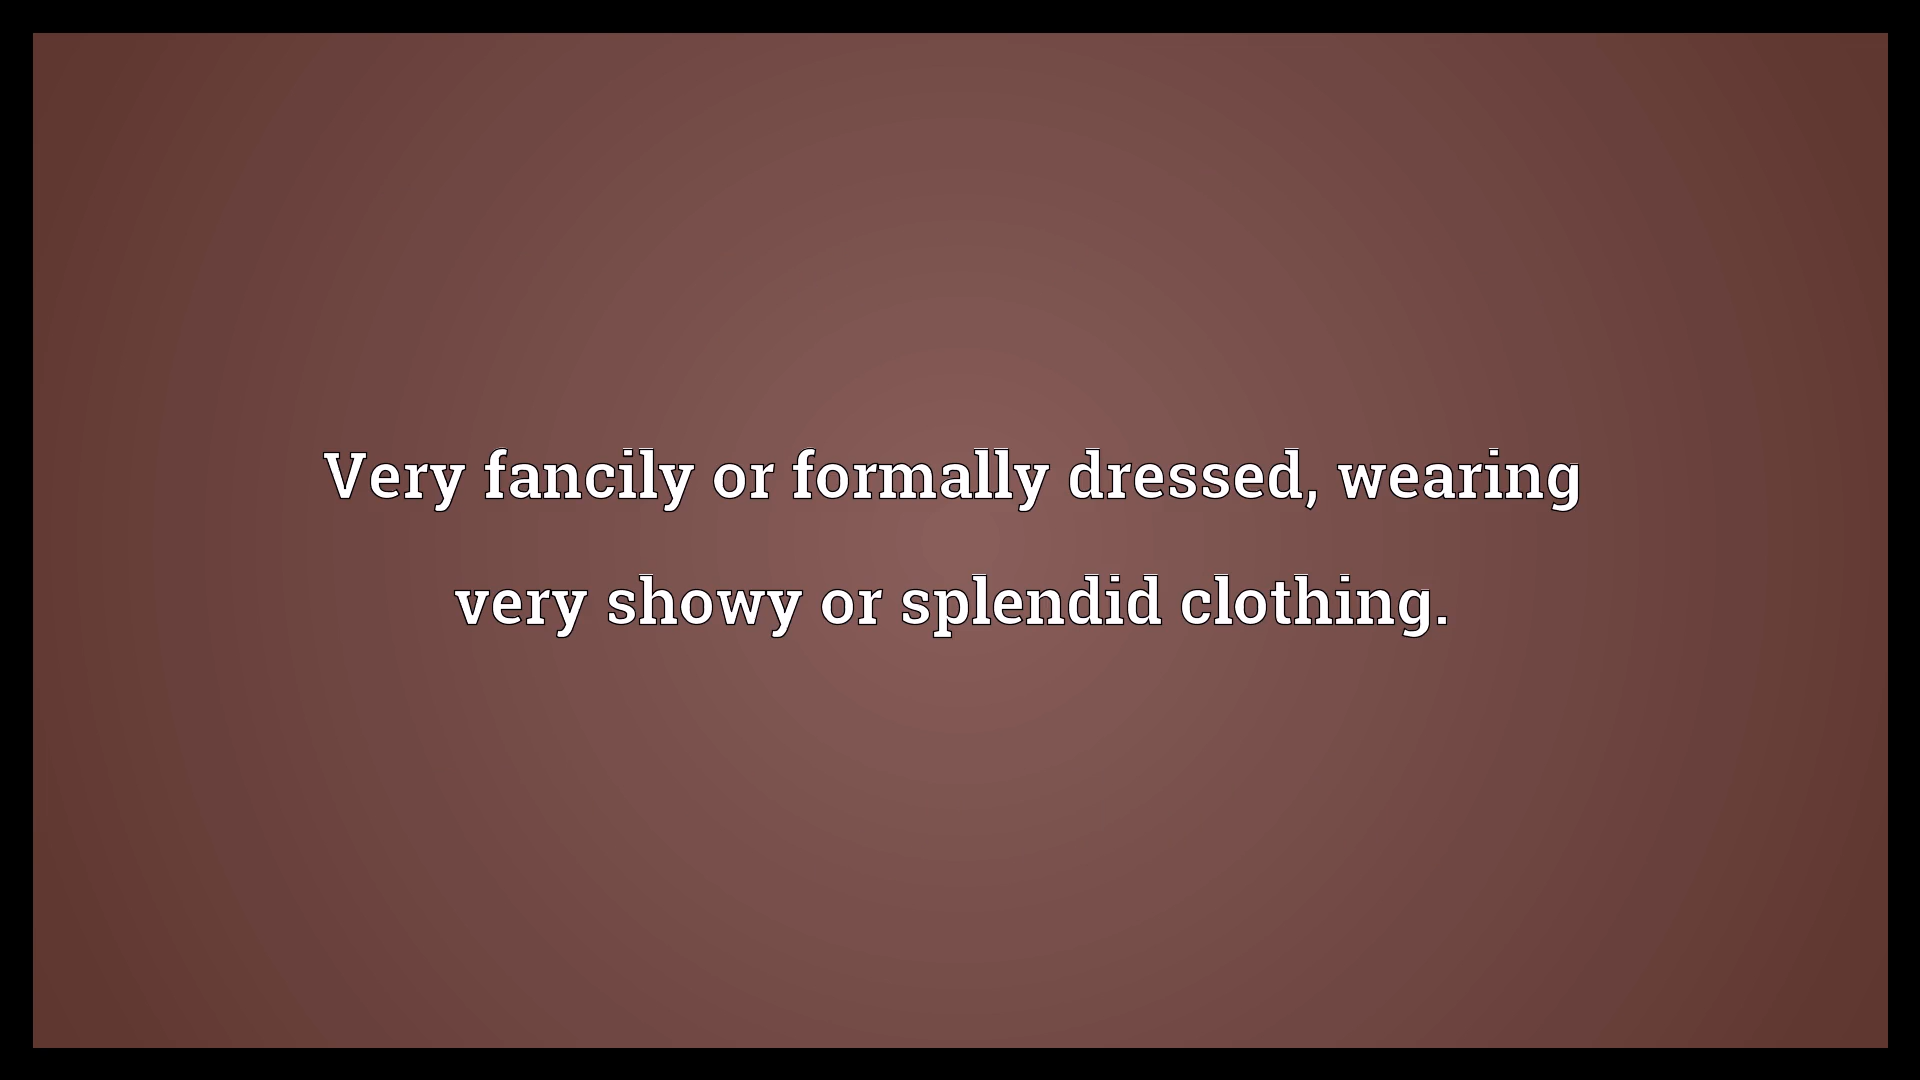 Very fancily or formally dressed, wearing
very showy or splendid clothing.